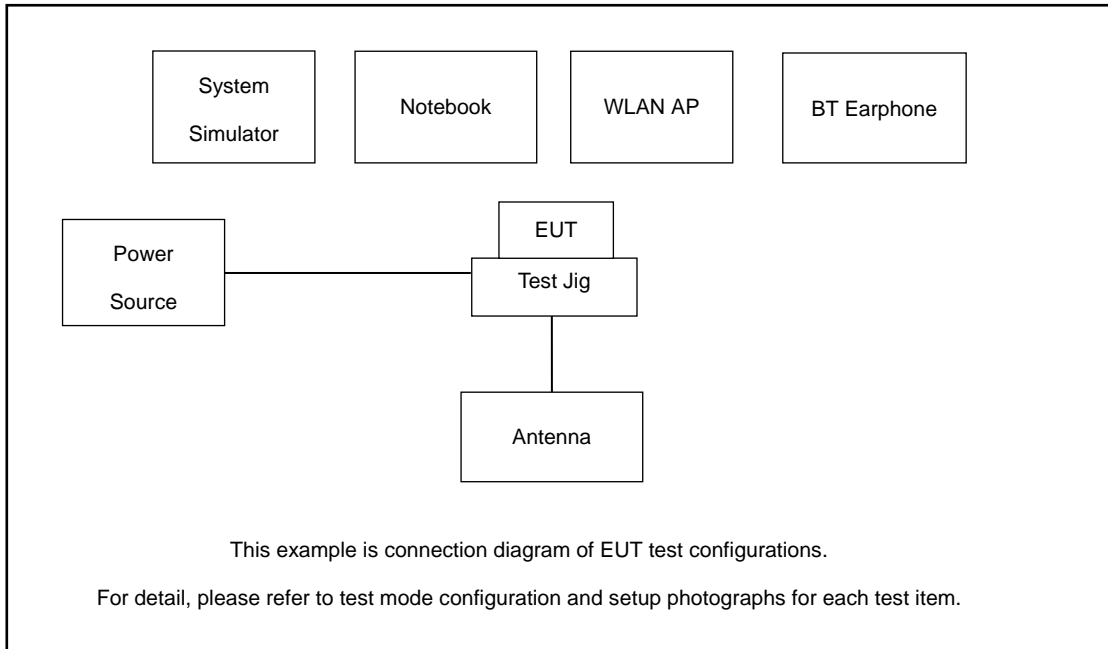 System
Simulator
Notebook
WLAN AP
BT Earphone
Power
Source
EUT
Test Jig
Antenna
This example is connection diagram of EUT test configurations.
For detail, please refer to test mode configuration and setup photographs for each test item.